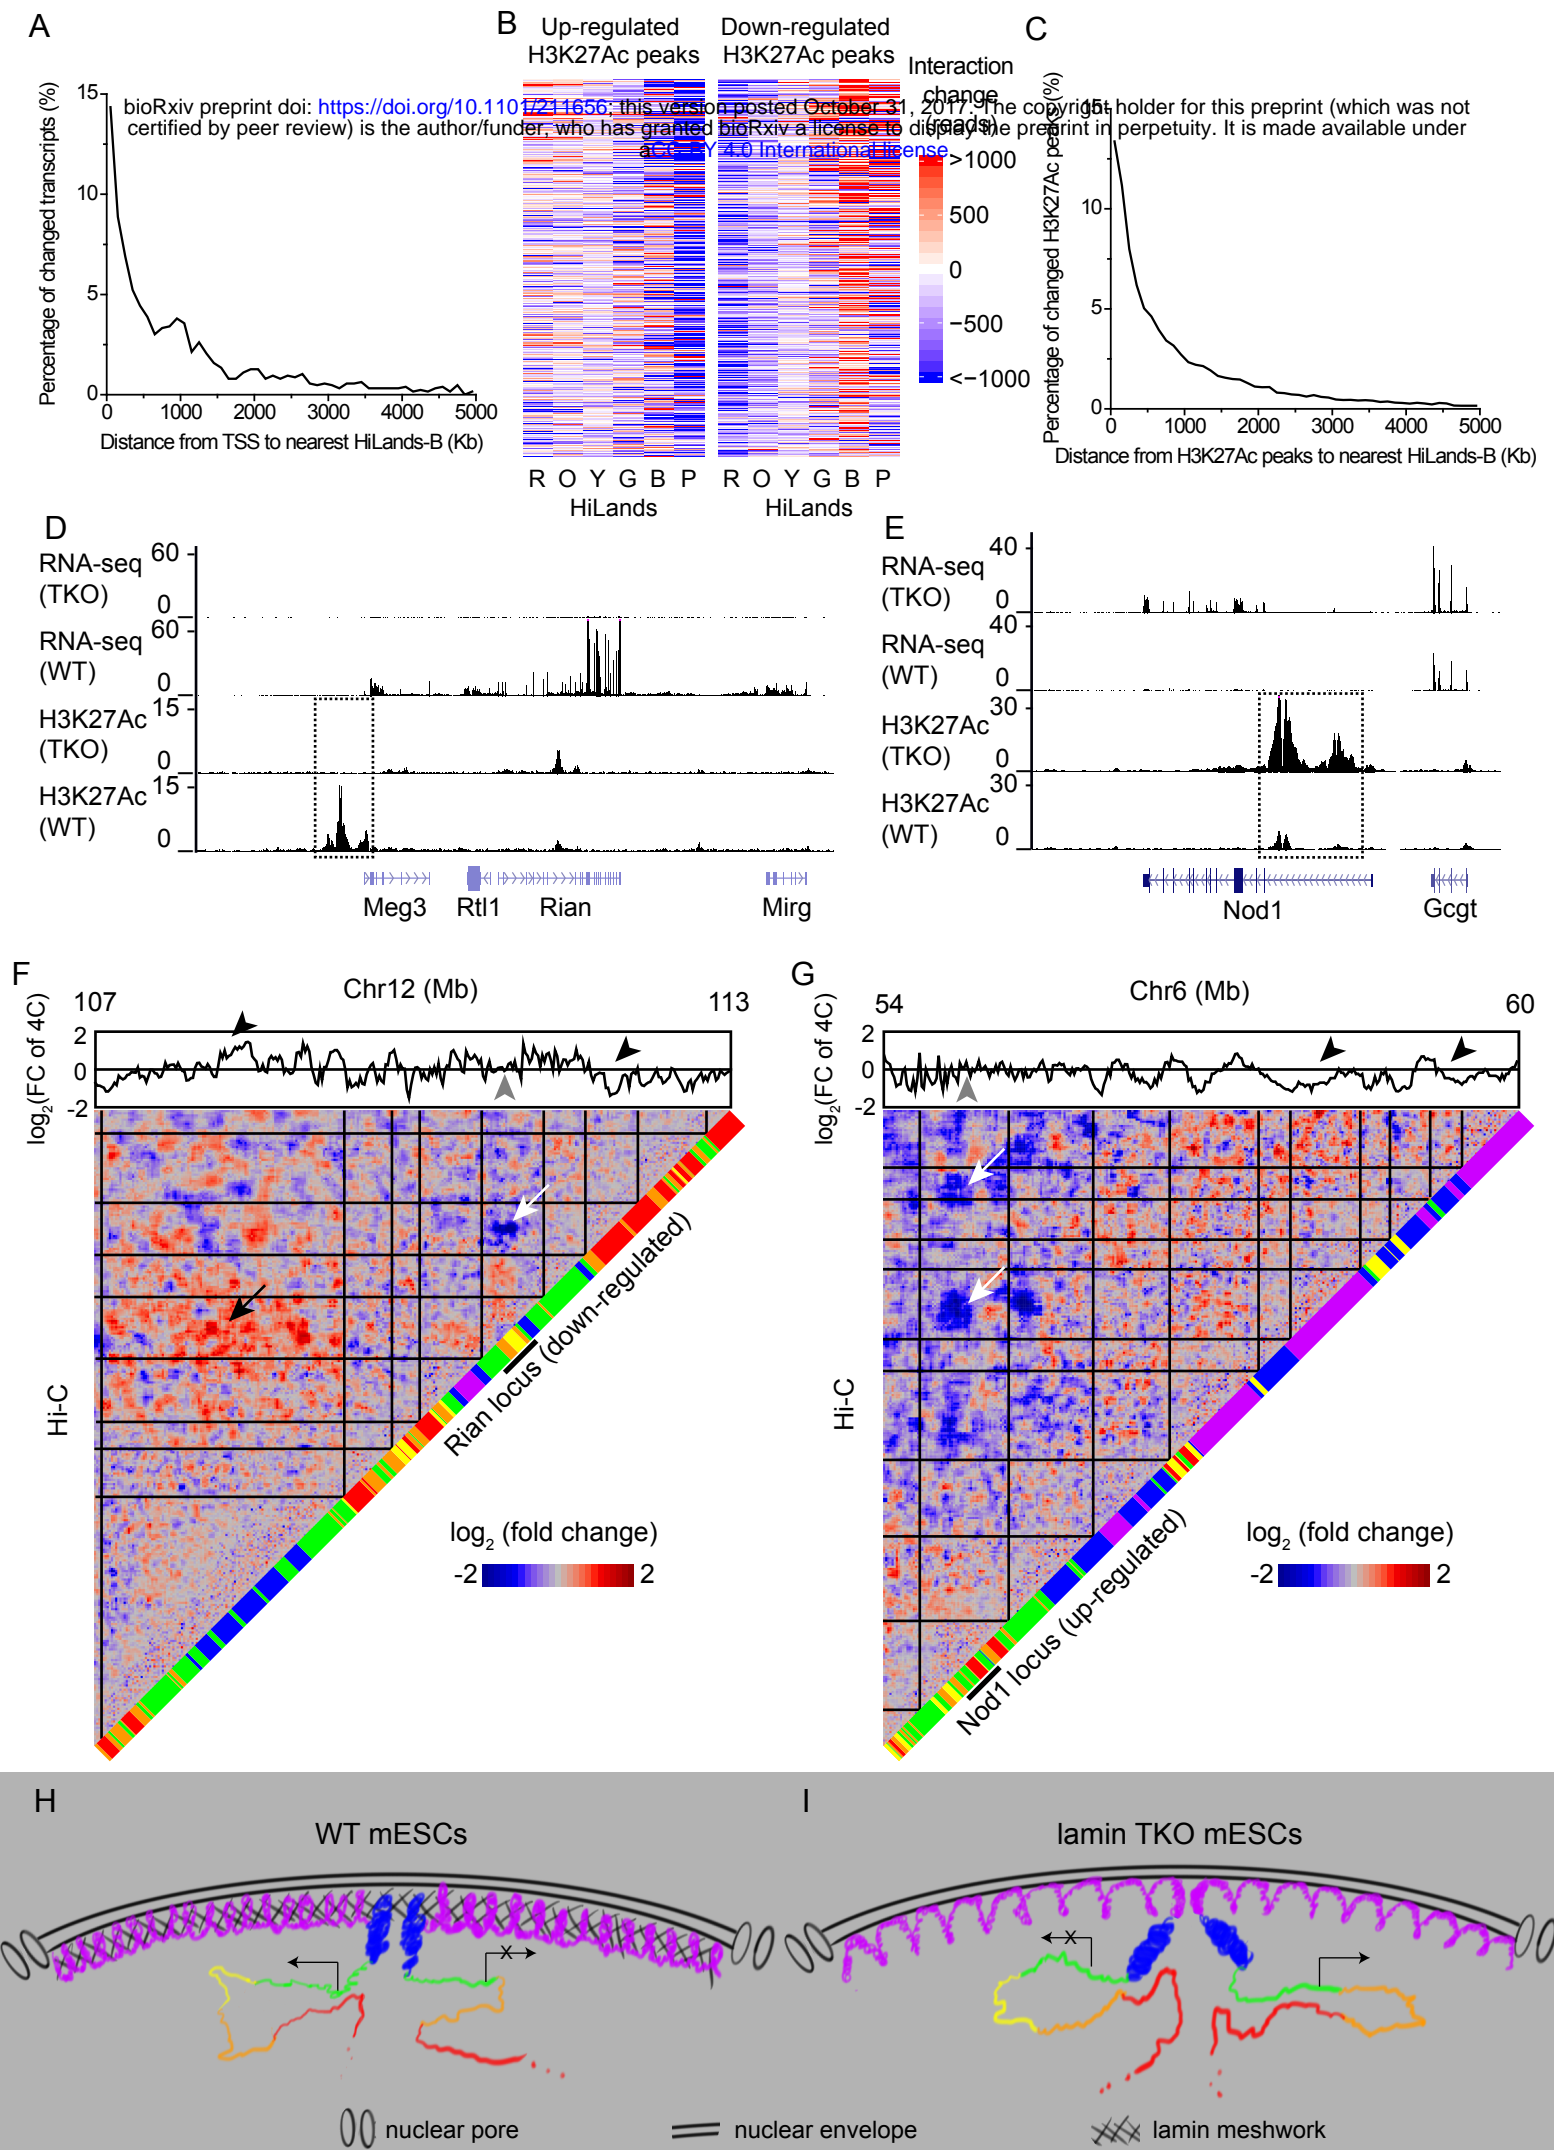 A
B
C
Up-regulated
H3K27Ac peaks
Down-regulated
H3K27Ac peaks
Interaction
change
(reads)
bioRxiv preprint doi: https://doi.org/10.1101/211656; this version posted October 31, 2017. The copyright holder for this preprint (which was not
certified by peer review) is the author/funder, who has granted bioRxiv a license to display the preprint in perpetuity. It is made available under
aCC-BY 4.0 International license.
Percentage of changed transcripts (%)
15
10
5
0
0 1000 2000 3000 4000 5000
Distance from TSS to nearest HiLands-B (Kb)
R O Y G B P
HiLands
R O Y G B P
HiLands
>1000
500
0
−500
<−1000
Percentage of changed H3K27Ac peaks (%)
15
10
5
0
0 1000 2000 3000 4000 5000
Distance from H3K27Ac peaks to nearest HiLands-B (Kb)
D
RNA-seq
(TKO)
60
0
RNA-seq
(WT)
60
0
H3K27Ac
(TKO)
15
0
H3K27Ac
(WT)
15
0
Meg3 Rtl1 Rian Mirg
E
RNA-seq
(TKO)
40
0
RNA-seq
(WT)
40
0
H3K27Ac
(TKO)
30
0
H3K27Ac
(WT)
30
0
Nod1 Gcgt
F
107 Chr12 (Mb) 113
log2(FC of 4C)
2
0
-2
Hi-C
Rian locus (down-regulated)
log2 (fold change)
-2 2
G
54 Chr6 (Mb) 60
log2(FC of 4C)
2
0
-2
Hi-C
Nod1 locus (up-regulated)
log2 (fold change)
-2 2
H
WT mESCs
x
I
lamin TKO mESCs
x
nuclear pore
nuclear envelope
lamin meshwork